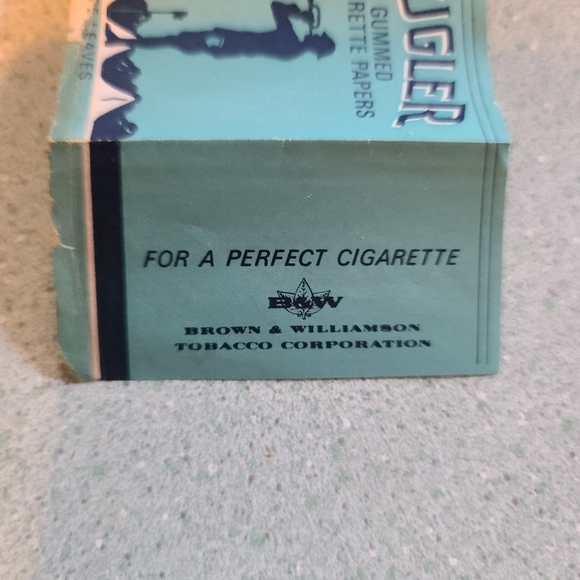 UGLER
GUMMED
RETTE PAPERS
LEAVES
FOR A PERFECT CIGARETTE
B&W
BROWN & WILLIAMSON
TOBACCO CORPORATION